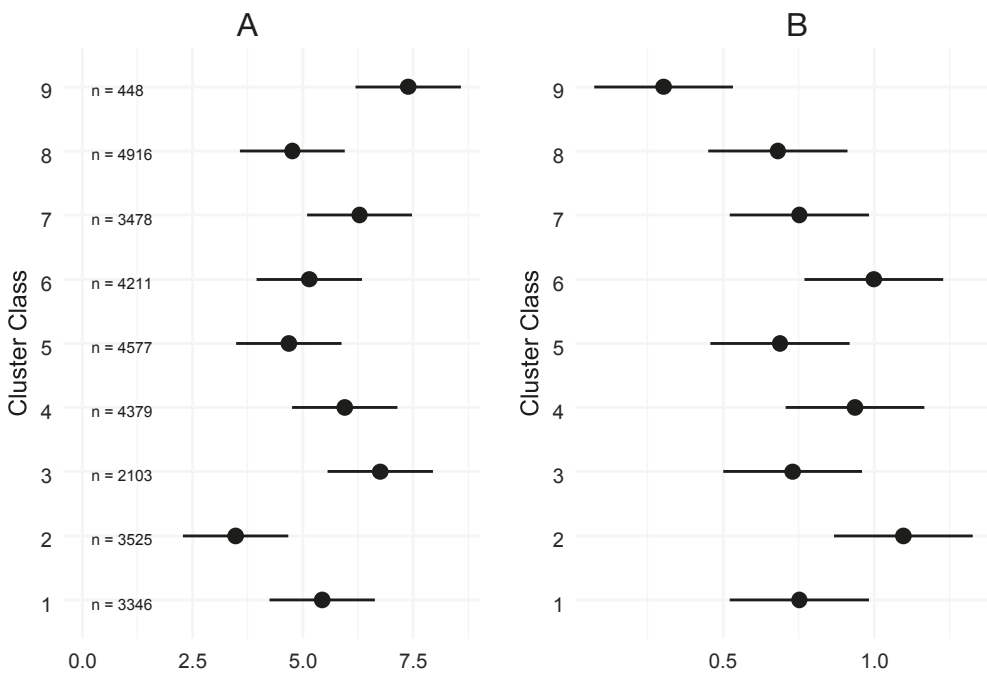 A
B
Cluster Class
9
n = 448
8
n = 4916
7
n = 3478
6
n = 4211
5
n = 4577
4
n = 4379
3
n = 2103
2
n = 3525
1
n = 3346
0.0 2.5 5.0 7.5
Cluster Class
9
8
7
6
5
4
3
2
1
0.5 1.0